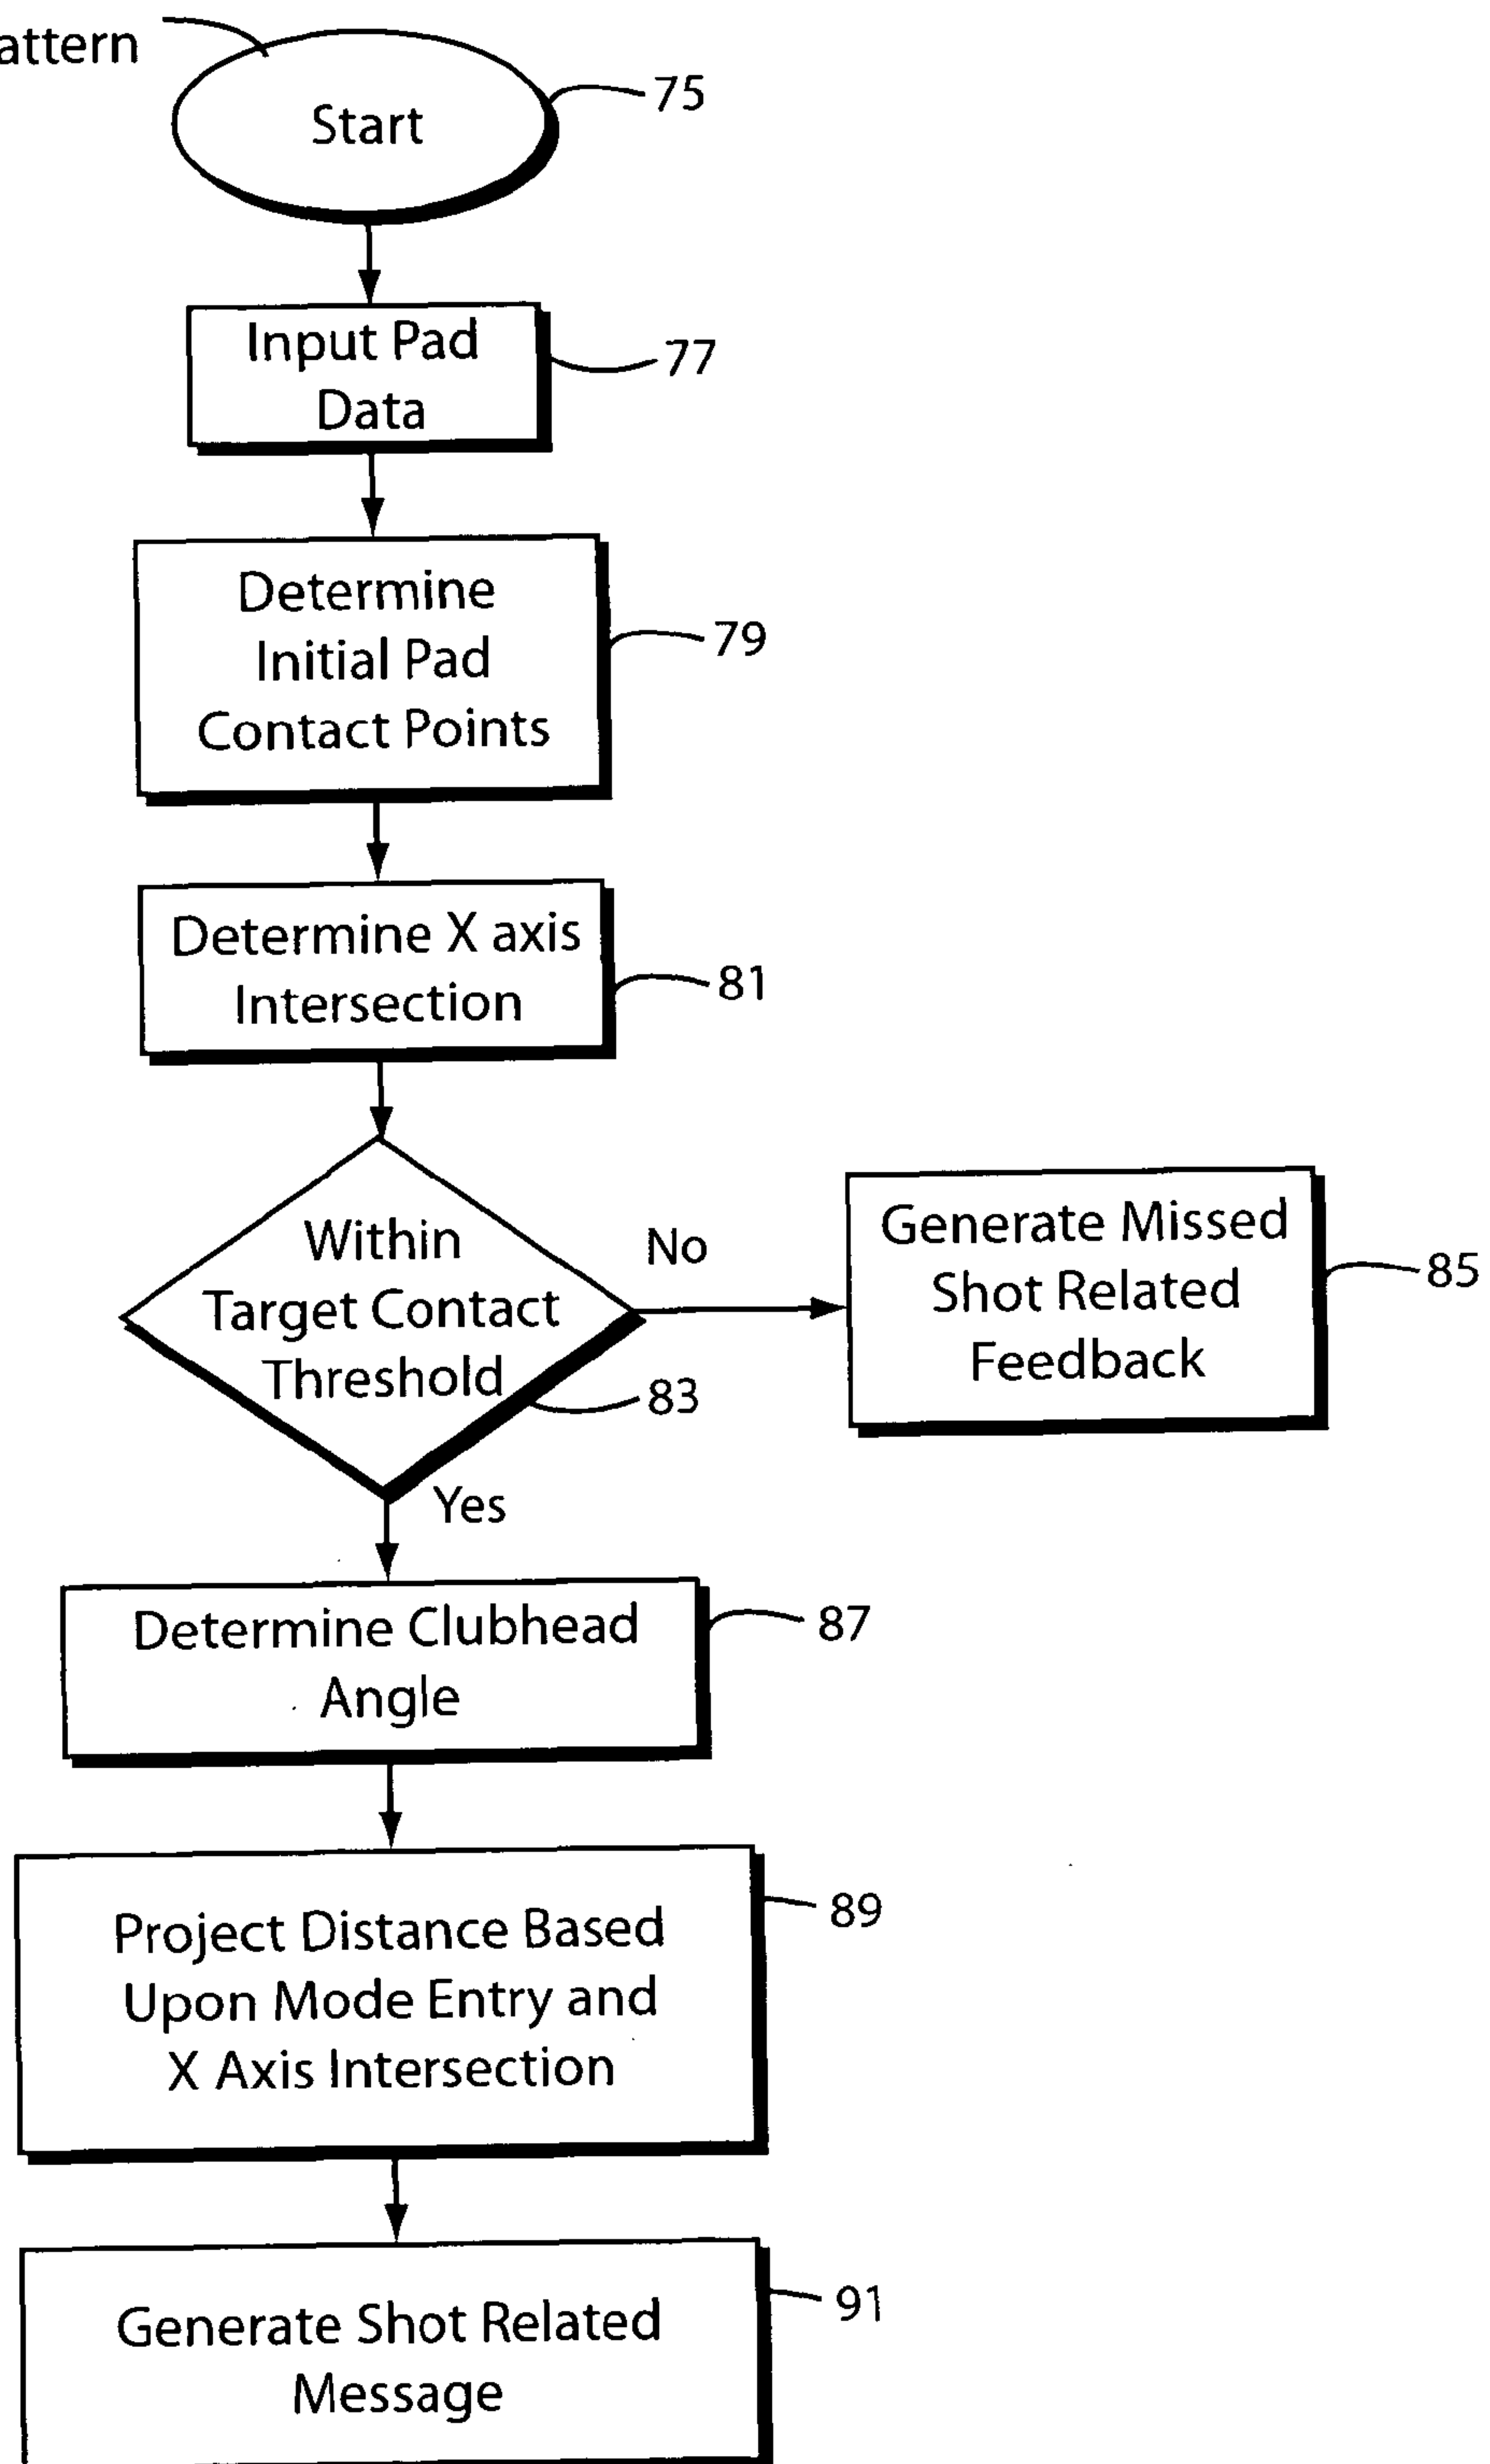 Start
75
Input Pad
Data
77
Determine
Initial Pad
Contact Points
79
Determine X axis
Intersection
81
Within
Target Contact
Threshold
83
No
Generate Missed
Shot Related
Feedback
85
Yes
Determine Clubhead
Angle
87
Project Distance Based
Upon Mode Entry and
X Axis Intersection
89
Generate Shot Related
Message
91